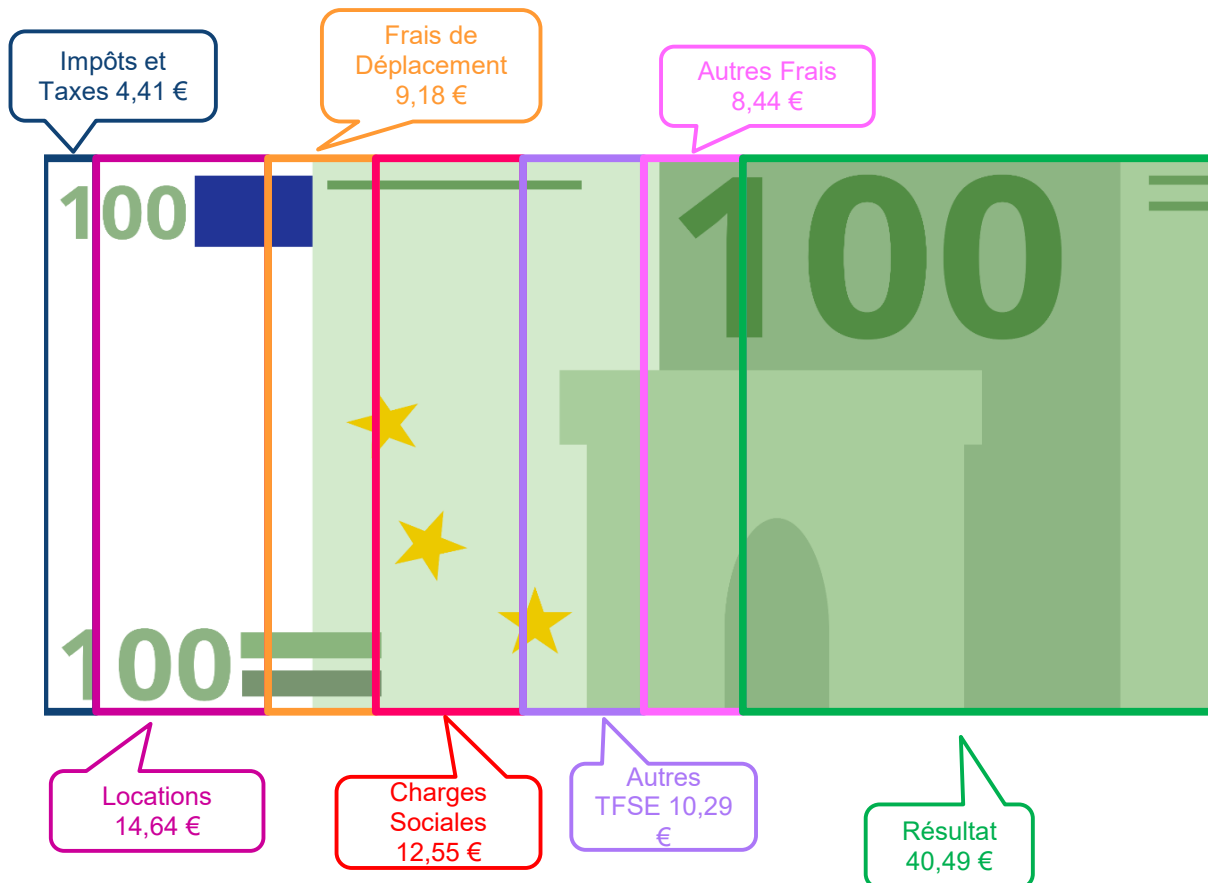 Impôts et
Taxes 4,41 €
Frais de
Déplacement
9,18 €
Autres Frais
8,44 €
100
100
100
Locations
14,64 €
Charges
Sociales
12,55 €
Autres
TFSE 10,29
€
Résultat
40,49 €